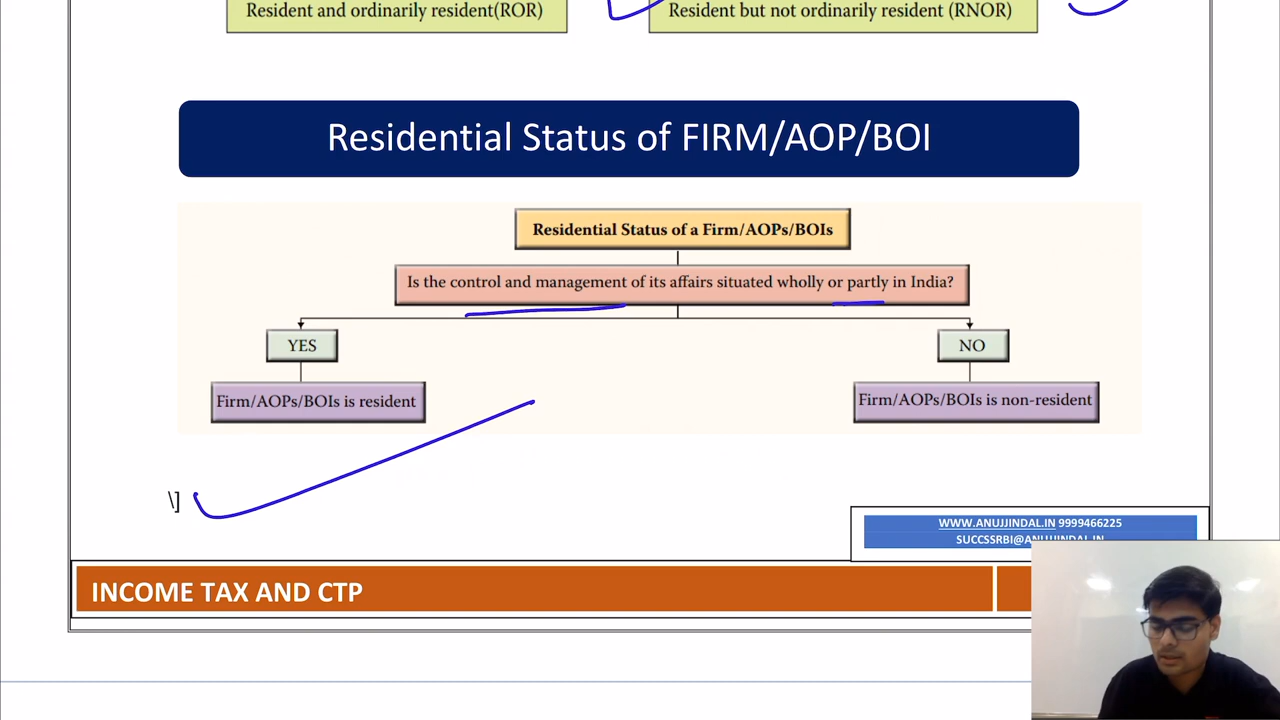 Resident and ordinarily resident(ROR)
Resident but not ordinarily resident (RNOR)
Residential Status of FIRM/AOP/BOI
Residential Status of a Firm/AOPs/BOIs
Is the control and management of its affairs situated wholly or partly in India?
YES
NO
Firm/AOPs/BOIs is resident
Firm/AOPs/BOIs is non-resident
\]
WWW.ANUJJINDAL.IN 9999466225
SUCCSSRBI@ANUJJINDAL.IN
INCOME TAX AND CTP